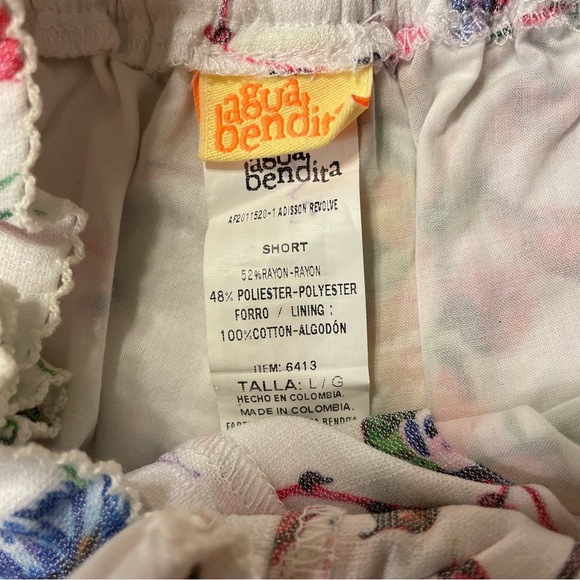 agua
bendita
agua
bendita
AF2011520-1 ADISSON REVOLVE
SHORT
52%RAYON-RAYON
48% POLIESTER-POLYESTER
FORRO / LINING :
100%COTTON-ALGODÓN
ITEM: 6413
TALLA: L/G
HECHO EN COLOMBIA.
MADE IN COLOMBIA.